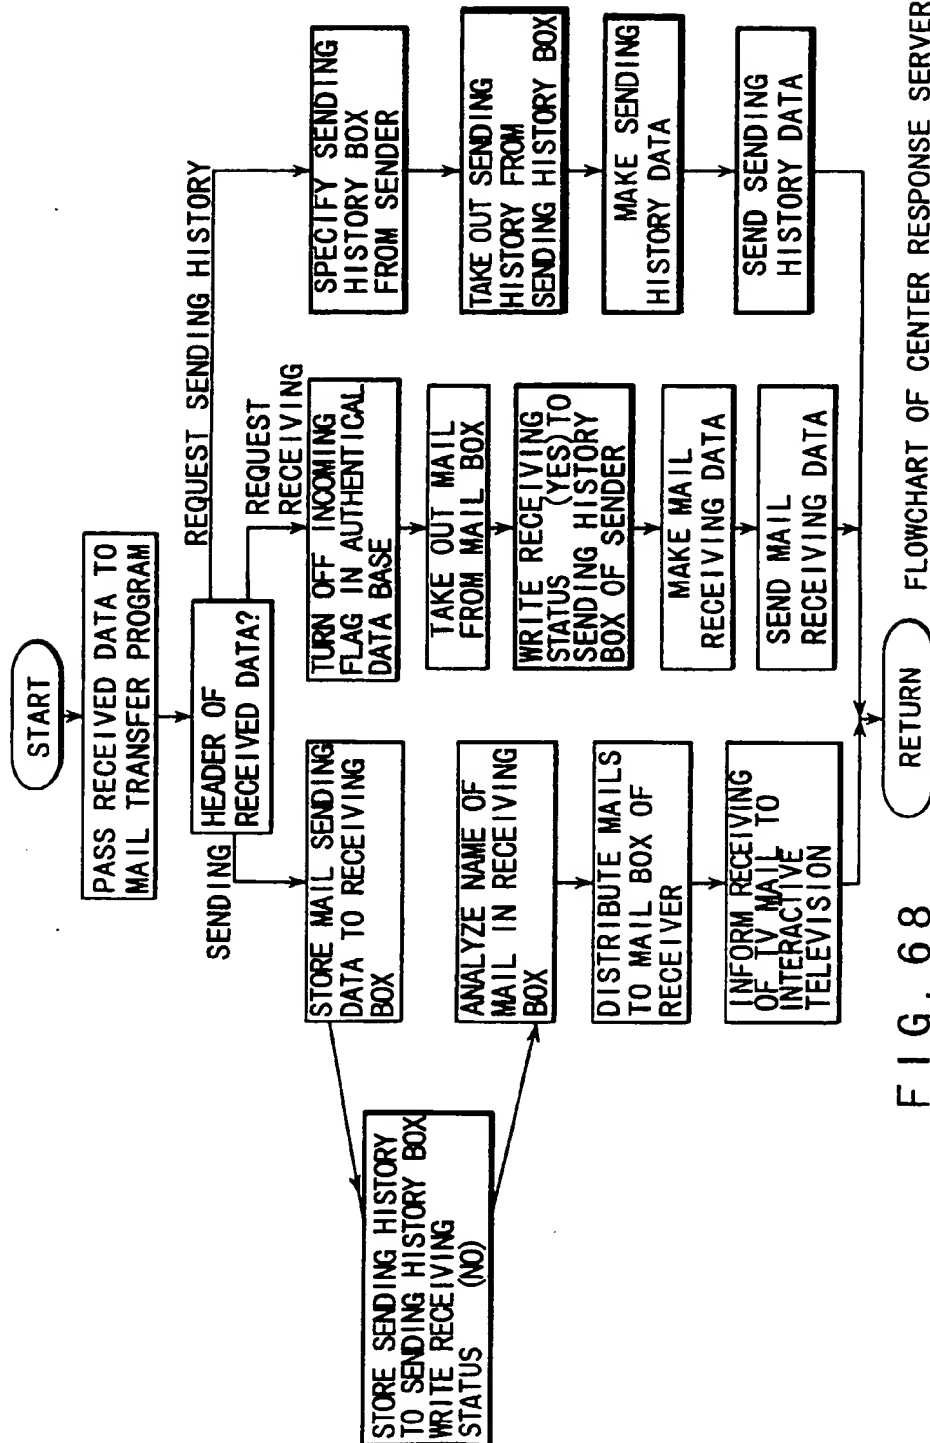 START
PASS RECEIVED DATA TO
MAIL TRANSFER PROGRAM
HEADER OF
RECEIVED DATA?
SENDING
STORE MAIL SENDING
DATA TO RECEIVING
BOX
STORE SENDING HISTORY
TO SENDING HISTORY BOX
WRITE RECEIVING
STATUS (NO)
ANALYZE NAME OF
MAIL IN RECEIVING
BOX
DISTRIBUTE MAILS
TO MAIL BOX OF
RECEIVER
INFORM RECEIVING
OF TV MAIL TO
INTERACTIVE
TELEVISION
REQUEST
RECEIVING
TURN OFF INCOMING
FLAG IN AUTHENTICAL
DATA BASE
TAKE OUT MAIL
FROM MAIL BOX
WRITE RECEIVING
STATUS (YES) TO
SENDING HISTORY
BOX OF SENDER
MAKE MAIL
RECEIVING DATA
SEND MAIL
RECEIVING DATA
REQUEST SENDING HISTORY
SPECIFY SENDING
HISTORY BOX
FROM SENDER
TAKE OUT SENDING
HISTORY FROM
SENDING HISTORY BOX
MAKE SENDING
HISTORY DATA
SEND SENDING
HISTORY DATA
RETURN
FIG. 68
FLOWCHART OF CENTER RESPONSE SERVER